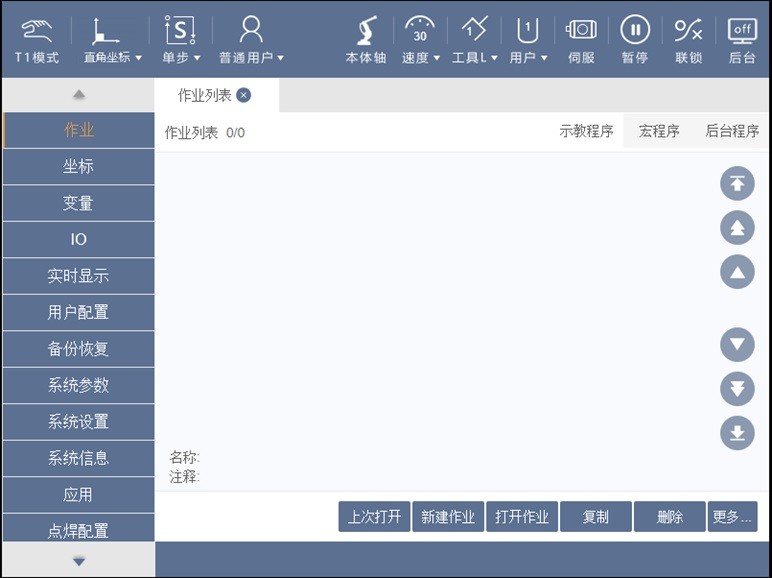 S
30
1
1
off
T1模式
直角坐标
单步
普通用户
本体轴
速度
工具L
用户
伺服
暂停
联锁
后台
作业列表
作业列表 0/0
示教程序
宏程序
后台程序
作业
坐标
变量
IO
实时显示
用户配置
备份恢复
系统参数
系统设置
系统信息
应用
点焊配置
名称:
注释:
上次打开
新建作业
打开作业
复制
删除
更多...